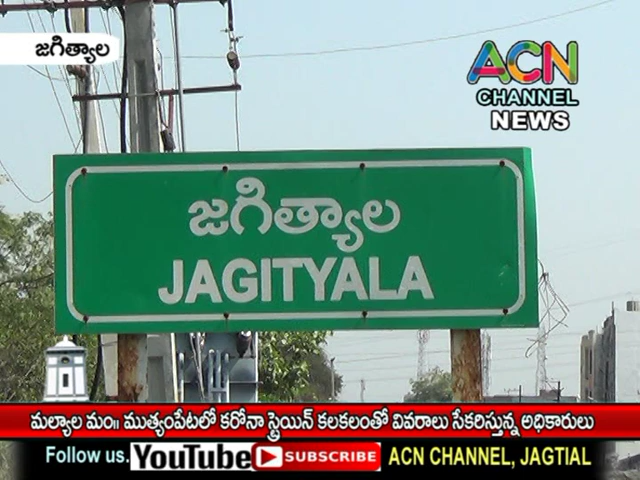 జగిత్యాల
ACN
CHANNEL
NEWS
జగిత్యాల
JAGITYALA
మల్యాల మం॥ ముత్యంపేటలో కరోనా స్ట్రెయిన్ కలకలంతో వివరాలు సేకరిస్తున్న అధికారులు
Follow us. YouTube SUBSCRIBE ACN CHANNEL, JAGTIAL